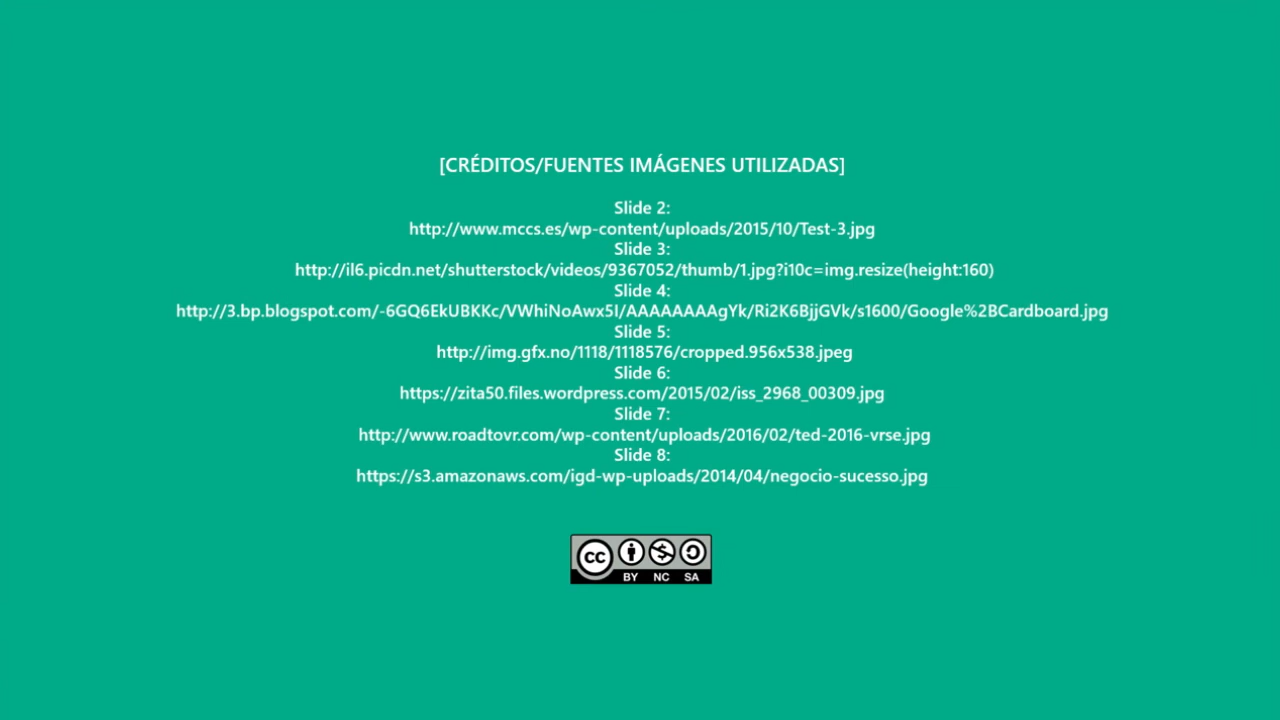 [CRÉDITOS/FUENTES IMÁGENES UTILIZADAS]
Slide 2:
http://www.mccs.es/wp-content/uploads/2015/10/Test-3.jpg
Slide 3:
http://il6.picdn.net/shutterstock/videos/9367052/thumb/1.jpg?i10c=img.resize(height:160)
Slide 4:
http://3.bp.blogspot.com/-6GQ6EkUBKKc/VWhiNoAwx5I/AAAAAAAAgYk/Ri2K6BjjGVk/s1600/Google%2BCardboard.jpg
Slide 5:
http://img.gfx.no/1118/1118576/cropped.956x538.jpeg
Slide 6:
https://zita50.files.wordpress.com/2015/02/iss_2968_00309.jpg
Slide 7:
http://www.roadtovr.com/wp-content/uploads/2016/02/ted-2016-vrse.jpg
Slide 8:
https://s3.amazonaws.com/igd-wp-uploads/2014/04/negocio-sucesso.jpg
cc
BY NC SA